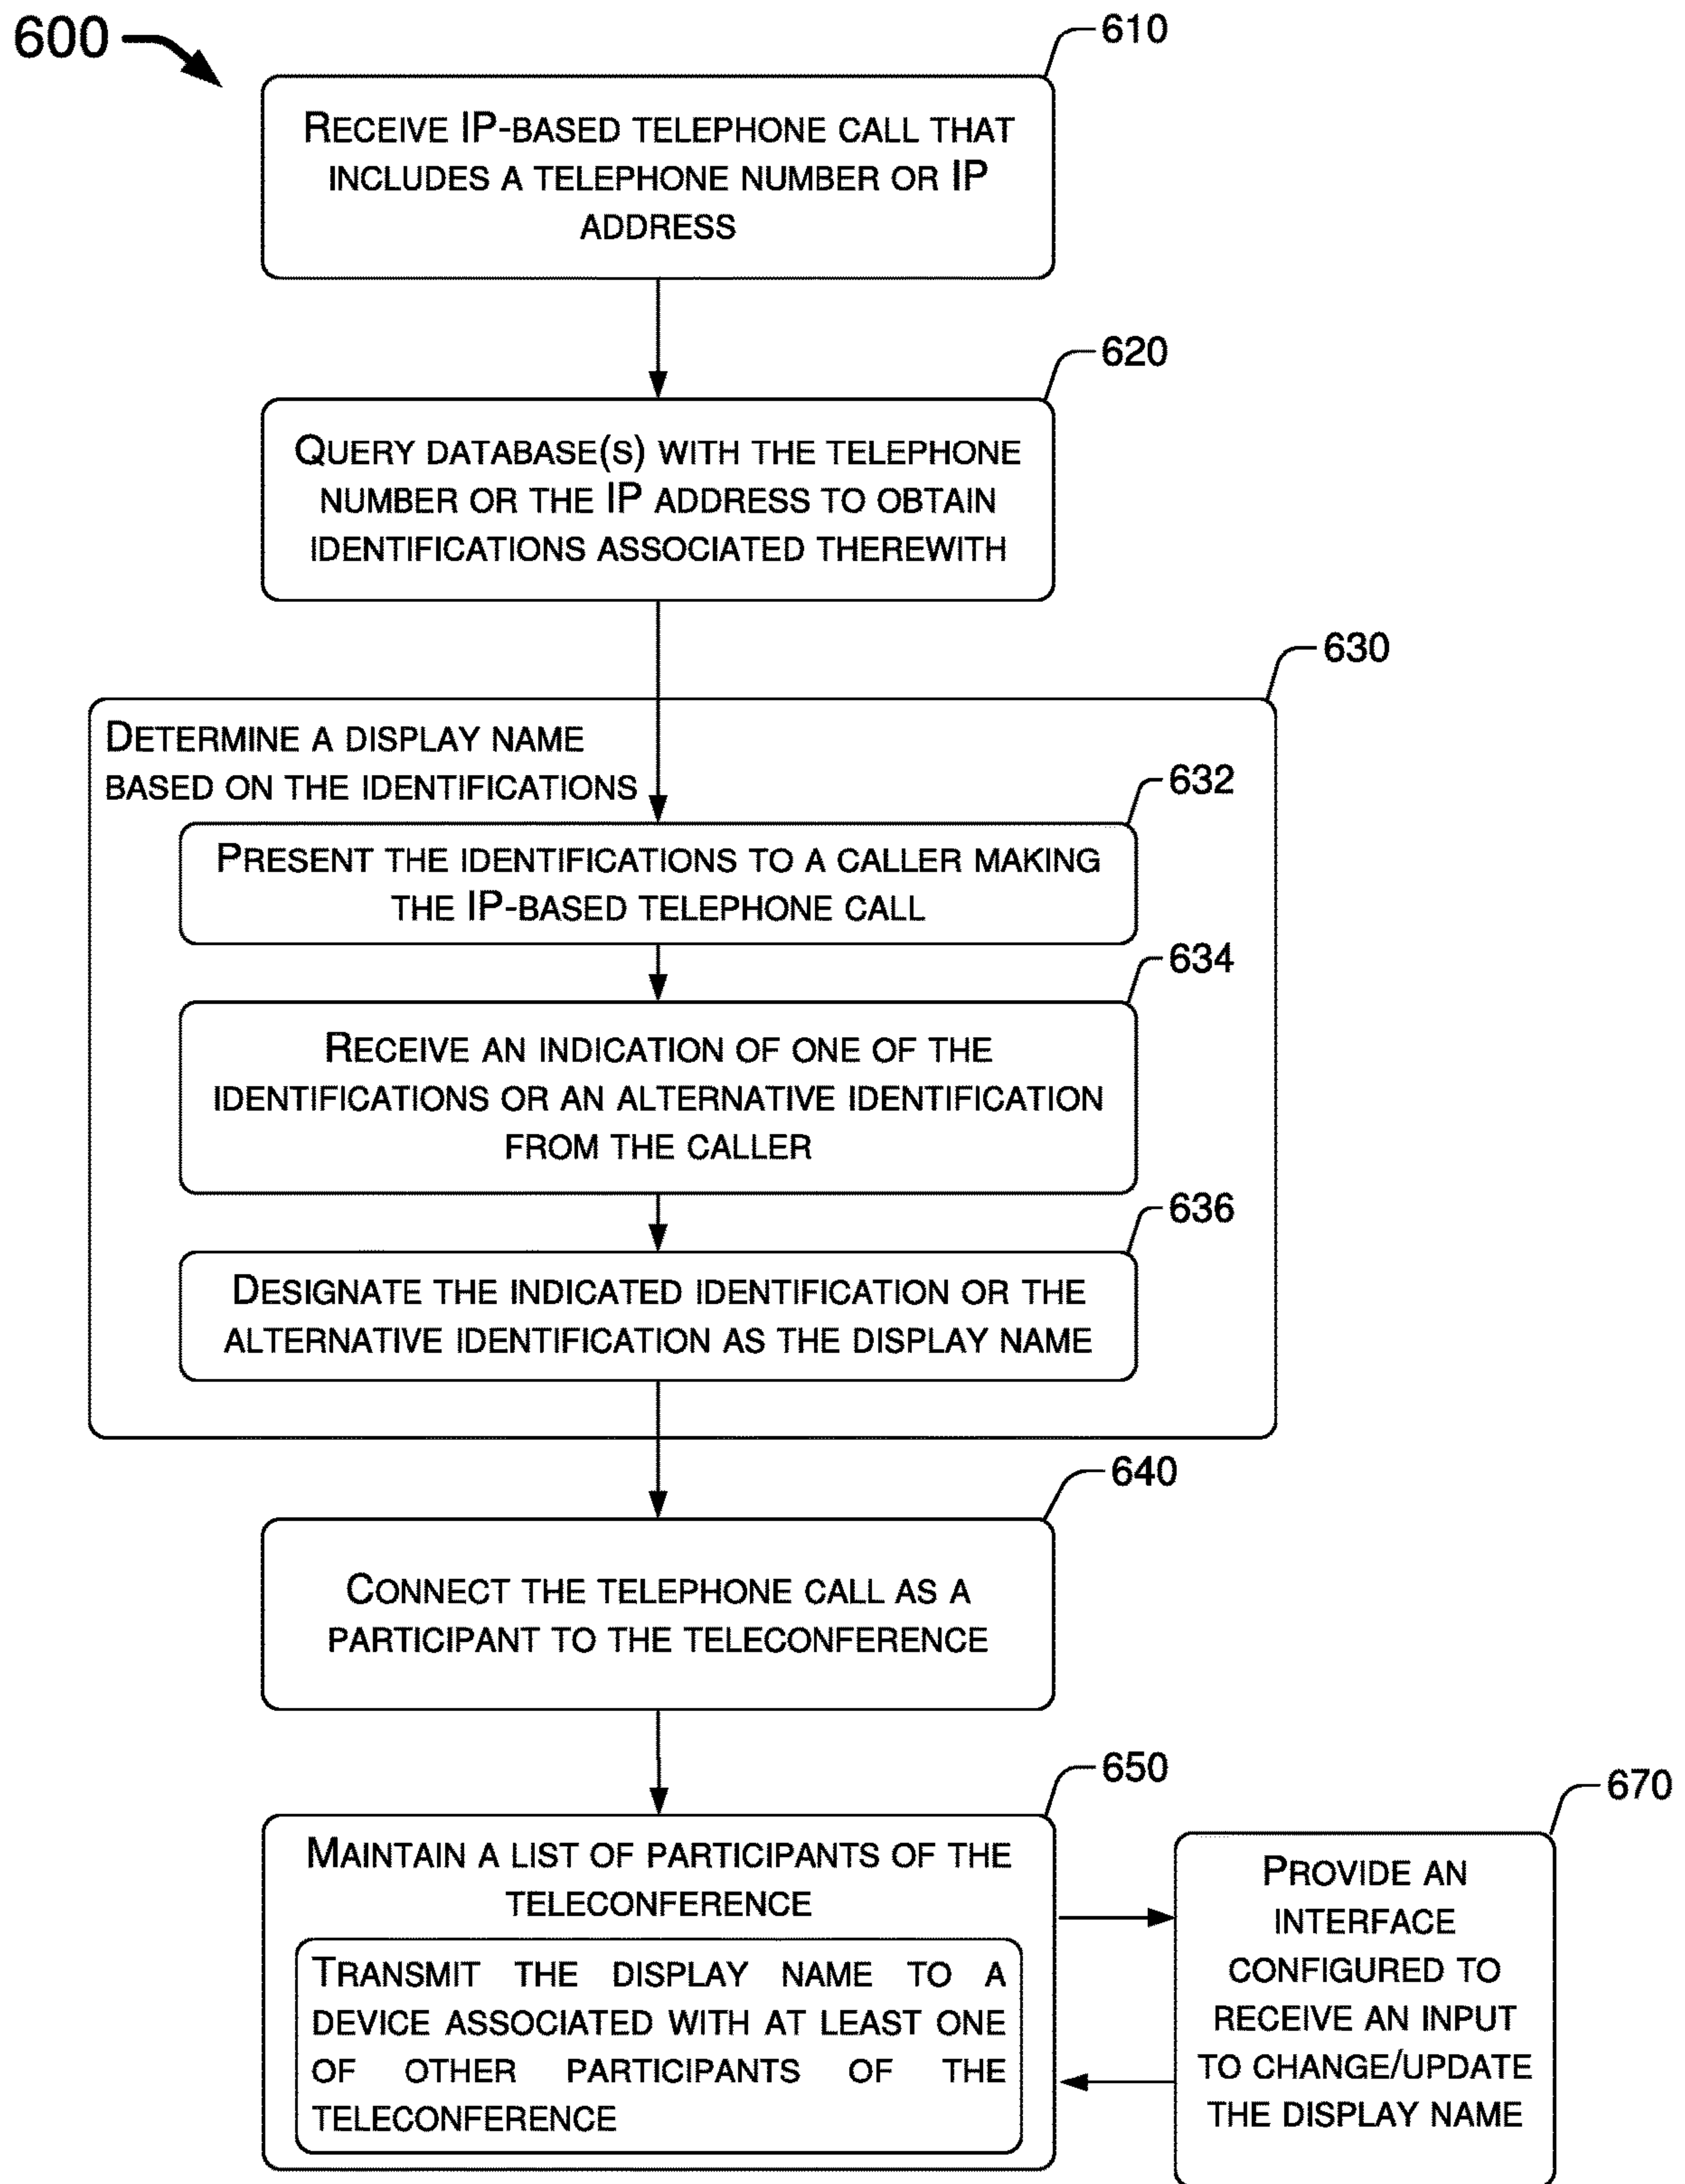 600
610
RECEIVE IP-BASED TELEPHONE CALL THAT
INCLUDES A TELEPHONE NUMBER OR IP
ADDRESS
620
QUERY DATABASE(S) WITH THE TELEPHONE
NUMBER OR THE IP ADDRESS TO OBTAIN
IDENTIFICATIONS ASSOCIATED THEREWITH
630
DETERMINE A DISPLAY NAME
BASED ON THE IDENTIFICATIONS
632
PRESENT THE IDENTIFICATIONS TO A CALLER MAKING
THE IP-BASED TELEPHONE CALL
634
RECEIVE AN INDICATION OF ONE OF THE
IDENTIFICATIONS OR AN ALTERNATIVE IDENTIFICATION
FROM THE CALLER
636
DESIGNATE THE INDICATED IDENTIFICATION OR THE
ALTERNATIVE IDENTIFICATION AS THE DISPLAY NAME
640
CONNECT THE TELEPHONE CALL AS A
PARTICIPANT TO THE TELECONFERENCE
650
MAINTAIN A LIST OF PARTICIPANTS OF THE
TELECONFERENCE
TRANSMIT THE DISPLAY NAME TO A
DEVICE ASSOCIATED WITH AT LEAST ONE
OF OTHER PARTICIPANTS OF THE
TELECONFERENCE
670
PROVIDE AN
INTERFACE
CONFIGURED TO
RECEIVE AN INPUT
TO CHANGE/UPDATE
THE DISPLAY NAME